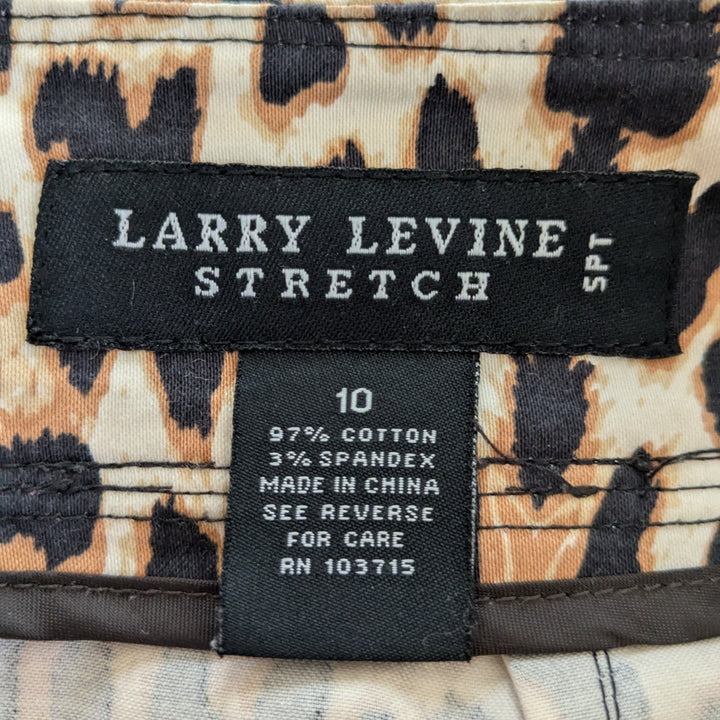 LARRY LEVINE SPT
STRETCH
10
97% COTTON
3% SPANDEX
MADE IN CHINA
SEE REVERSE
FOR CARE
RN 103715